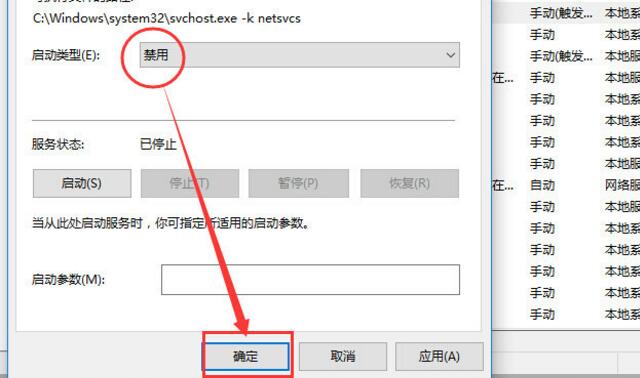 C:\Windows\system32\svchost.exe -k netsvcs
启动类型(E):
禁用
服务状态:
已停止
启动(S)
停止(T)
暂停(P)
恢复(R)
当从此处启动服务时，你可指定所适用的启动参数。
启动参数(M):
确定
取消
应用(A)
手动(触发... 本地系
手动 本地系
手动(触发... 本地服
在... 手动 本地服
手动 本地系
手动 本地系
手动 本地系
手动 本地服
在... 自动 网络服
手动 本地系
手动 本地系
手动 本地系
手动 本地系
手动 本地系
手动 本地系